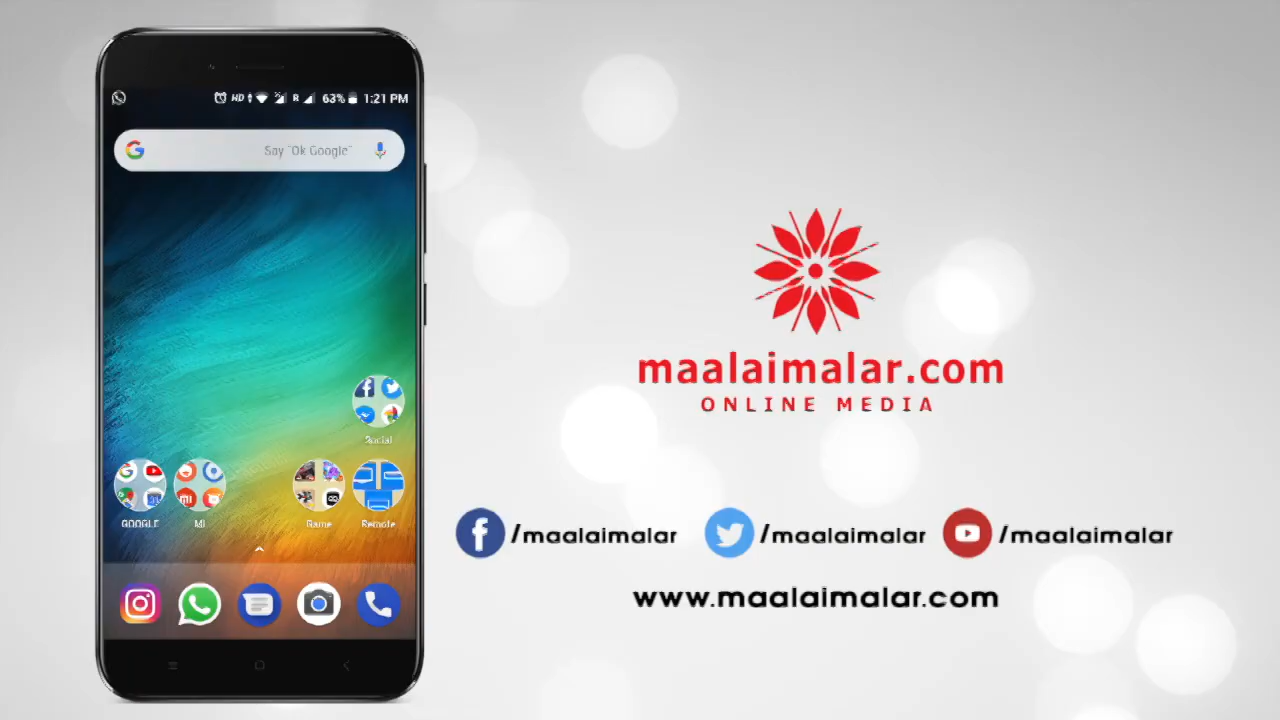 HD R 63% 1:21 PM
Say "Ok Google"
Social
GOOGLE MI Game Remote
maalaimalar.com
ONLINE MEDIA
/maalaimalar /maalaimalar /maalaimalar
www.maalaimalar.com